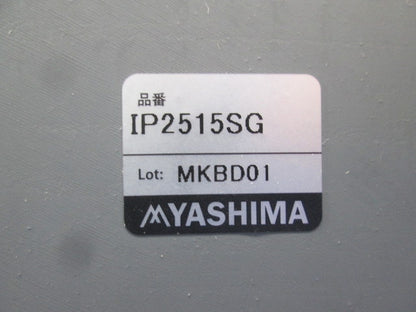 品番
IP2515SG
Lot: MKBD01
YASHIMA